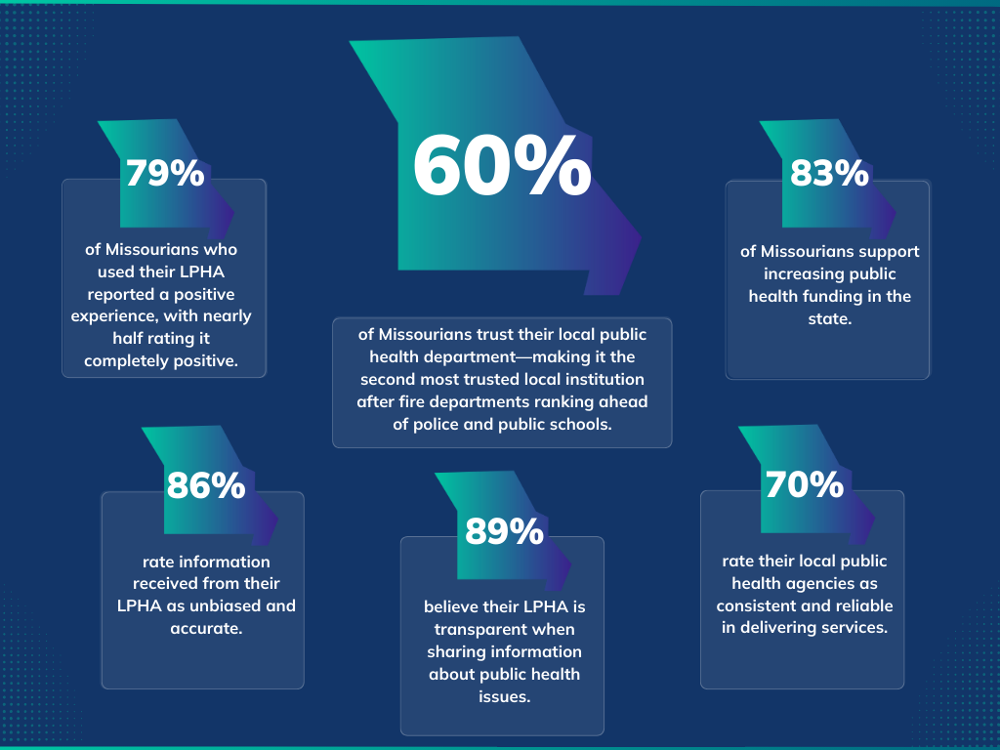 60%
of Missourians trust their local public
health department—making it the
second most trusted local institution
after fire departments ranking ahead
of police and public schools.
79%
of Missourians who
used their LPHA
reported a positive
experience, with nearly
half rating it
completely positive.
83%
of Missourians support
increasing public
health funding in the
state.
86%
rate information
received from their
LPHA as unbiased and
accurate.
89%
believe their LPHA is
transparent when
sharing information
about public health
issues.
70%
rate their local public
health agencies as
consistent and reliable
in delivering services.